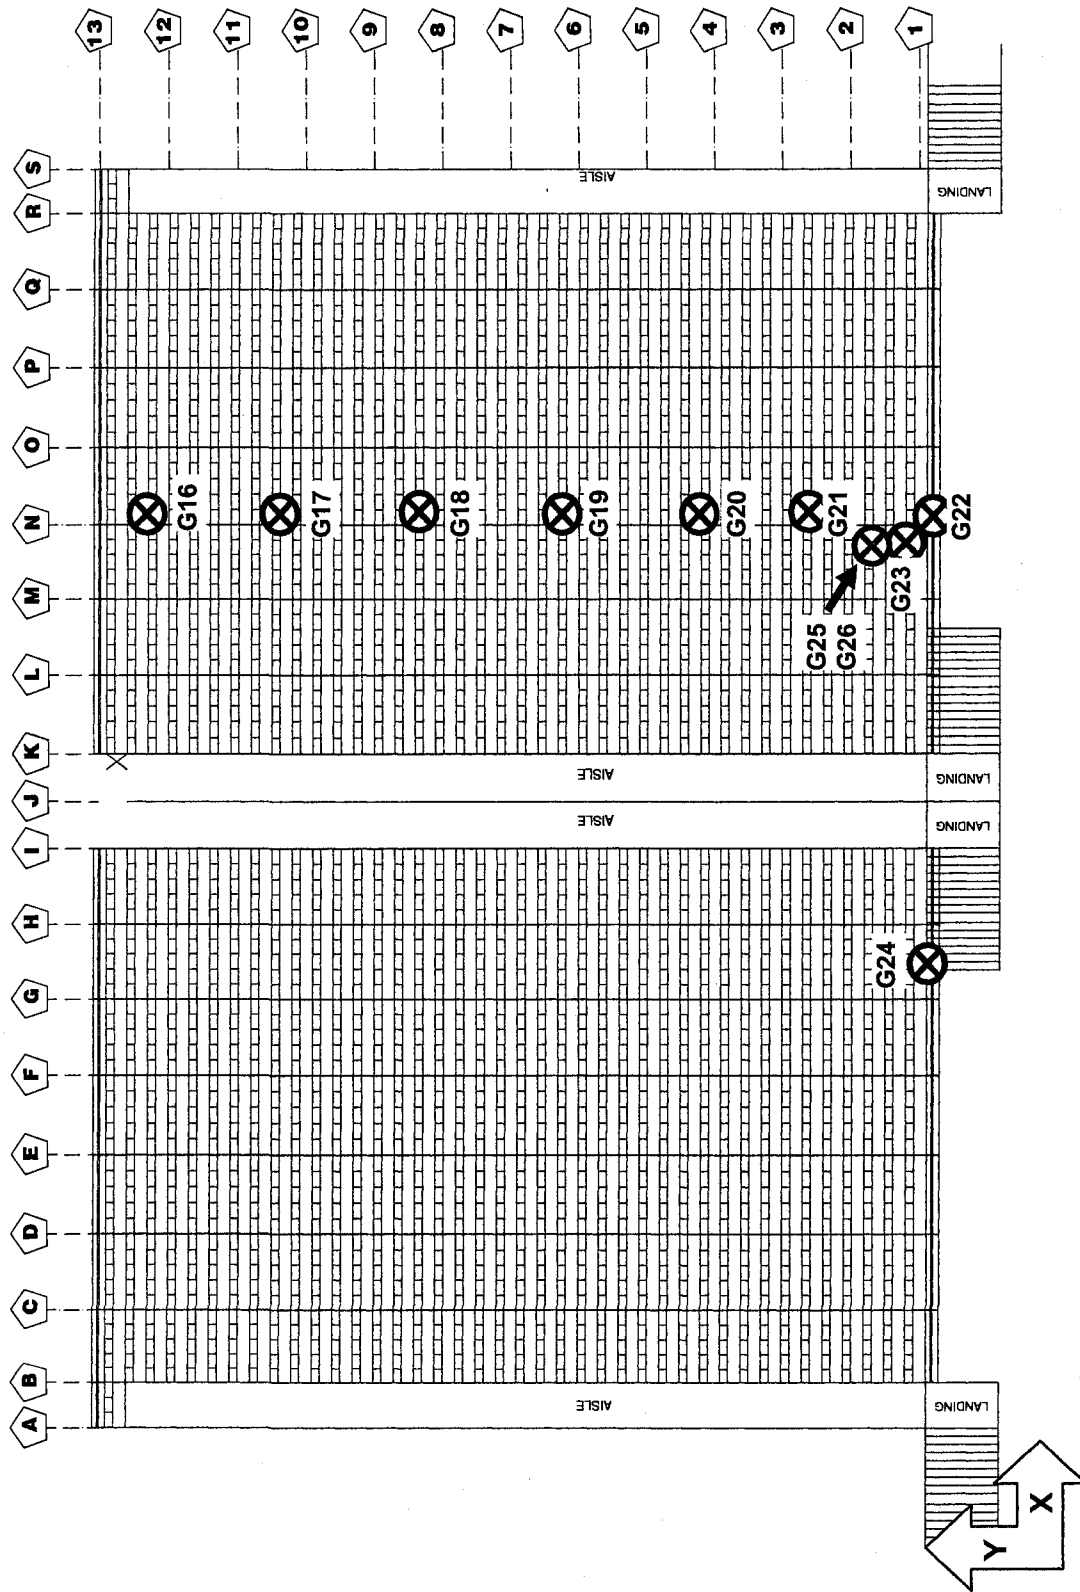 13
12
11
10
9
8
7
6
5
4
3
2
1
S
R
Q
P
O
N
M
L
K
J
I
H
G
F
E
D
C
B
A
AISLE
LANDING
G16
G17
G18
G19
G20
G21
G22
G23
G25
G26
AISLE
LANDING
AISLE
LANDING
G24
AISLE
LANDING
Y
X